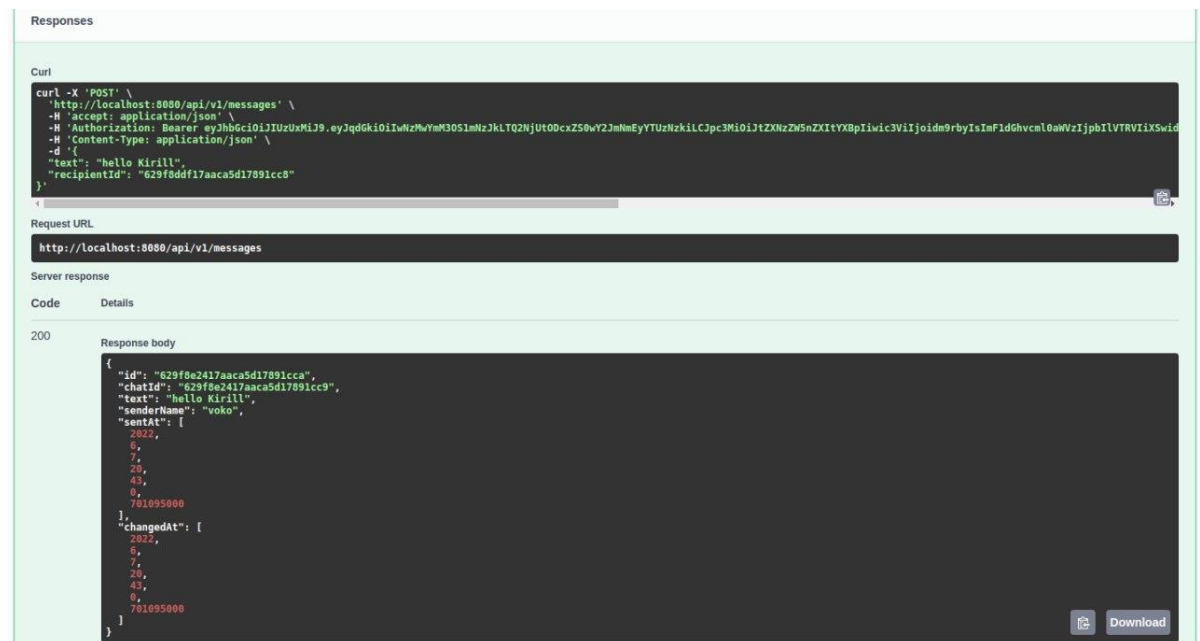 Responses
Curl
curl -X 'POST' \
'http://localhost:8080/api/v1/messages' \
-H 'accept: application/json' \
-H 'Authorization: Bearer
-H 'Content-Type: application/json' \
-d '{
"text": "hello Kirill",
"recipientId": "629f8ddf17aaca5d17891cc8"
}'
Request URL
http://localhost:8080/api/v1/messages
Server response
Code Details
200
Response body
{
"id": "629f8e2417aaca5d17891cca",
"chatId": "629f8e2417aaca5d17891cc9",
"text": "hello Kirill",
"senderName": "voko",
"sentAt": [
2022,
6,
7,
20,
43,
0,
701095000
],
"changedAt": [
2022,
6,
7,
20,
43,
0,
701095000
]
}
Download